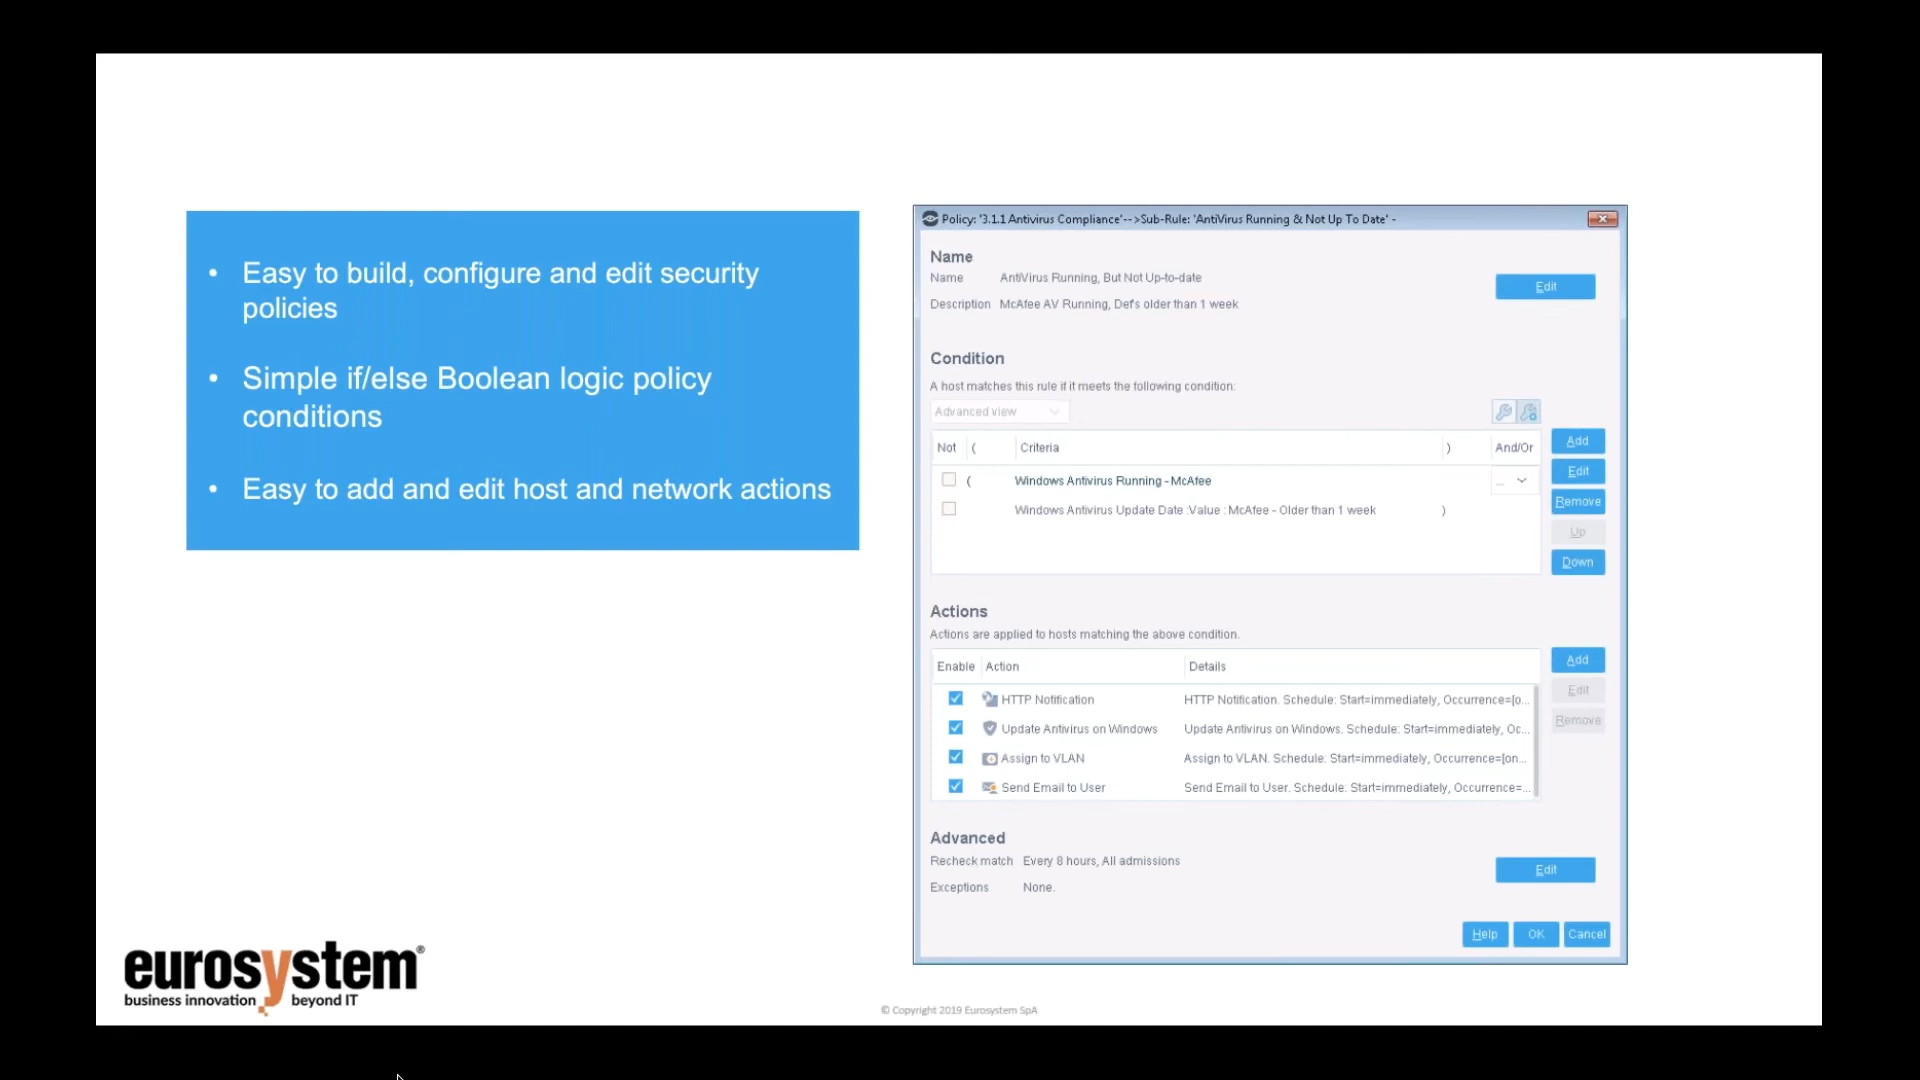 • Easy to build, configure and edit security
policies
• Simple if/else Boolean logic policy
conditions
• Easy to add and edit host and network actions
Policy: '3.1.1 Antivirus Compliance'-->Sub-Rule: 'AntiVirus Running & Not Up To Date' -
Name
Name AntiVirus Running, But Not Up-to-date
Edit
Description McAfee AV Running, Defs older than 1 week
Condition
A host matches this rule if it meets the following condition:
Advanced view
Not ( Criteria ) And/Or
Add
( Windows Antivirus Running - McAfee ...
Edit
Remove
Windows Antivirus Update Date :Value : McAfee - Older than 1 week )
Up
Down
Actions
Actions are applied to hosts matching the above condition.
Enable Action Details
Add
HTTP Notification HTTP Notification. Schedule: Start=immediately, Occurrence=[o...
Edit
Remove
Update Antivirus on Windows Update Antivirus on Windows. Schedule: Start=immediately, Oc...
Assign to VLAN Assign to VLAN. Schedule: Start=immediately, Occurrence=[on...
Send Email to User Send Email to User. Schedule: Start=immediately, Occurrence=...
Advanced
Recheck match Every 8 hours, All admissions
Edit
Exceptions None.
Help OK Cancel
eurosystem®
business innovation beyond IT
© Copyright 2019 Eurosystem SpA